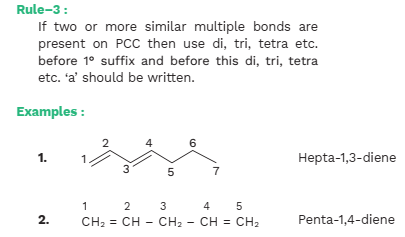 Rule–3 :
If two or more similar multiple bonds are
present on PCC then use di, tri, tetra etc.
before 1° suffix and before this di, tri, tetra
etc. ‘a’ should be written.
Examples :
1. 1 2 3 4 5 6 7 Hepta-1,3-diene
1 2 3 4 5
2. CH₂ = CH – CH₂ – CH = CH₂ Penta-1,4-diene